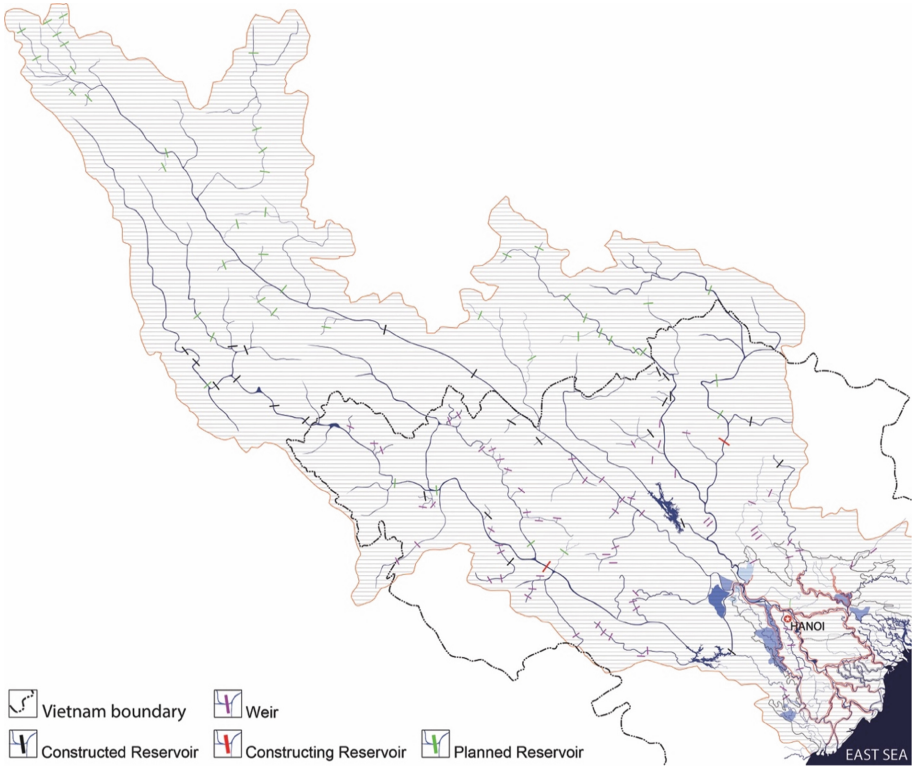 HANOI
Vietnam boundary
Weir
Constructed Reservoir
Constructing Reservoir
Planned Reservoir
EAST SEA